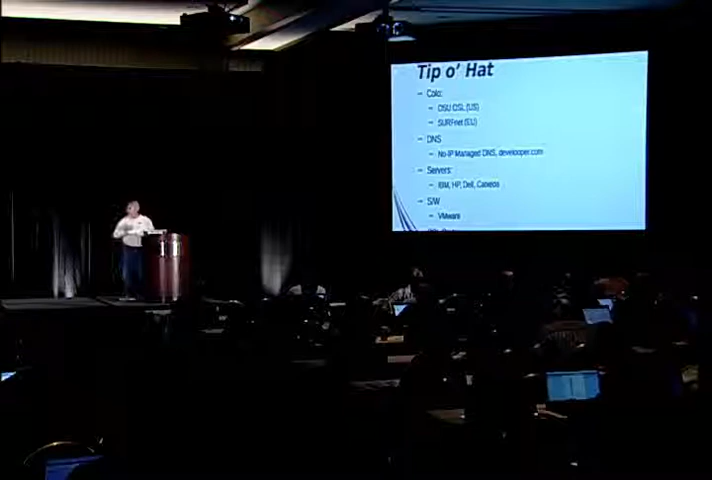 Tip o' Hat
– Colo:
– OSU OSL (US)
– SURFnet (EU)
– DNS
– No-IP Managed DNS, developer.com
– Servers:
– IBM, HP, Dell,
– S/W
– VMware